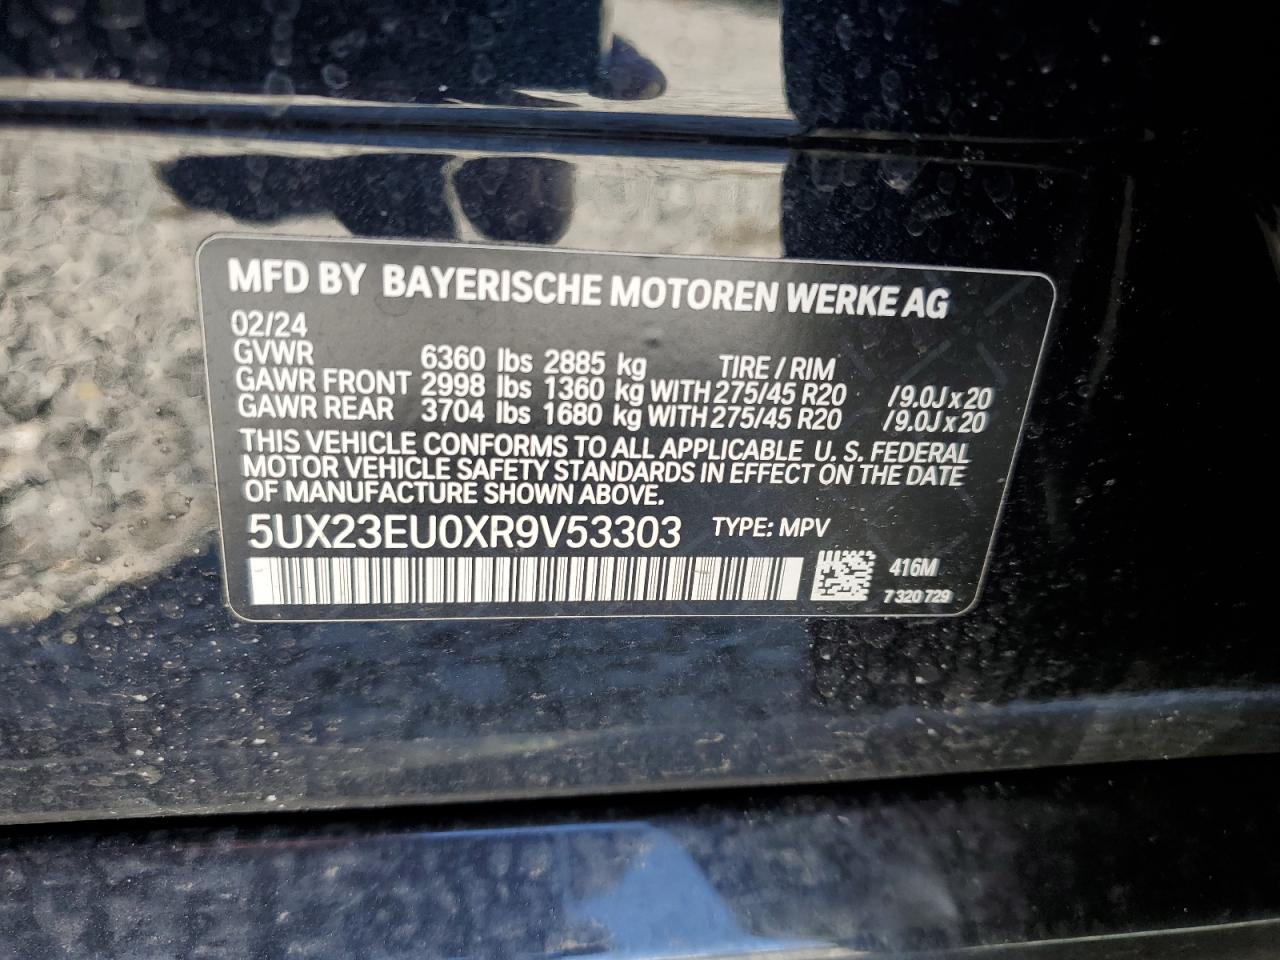 MFD BY BAYERISCHE MOTOREN WERKE AG
02/24
GVWR 6360 lbs 2885 kg TIRE / RIM
GAWR FRONT 2998 lbs 1360 kg WITH 275/45 R20 /9.0J x 20
GAWR REAR 3704 lbs 1680 kg WITH 275/45 R20 /9.0J x 20
THIS VEHICLE CONFORMS TO ALL APPLICABLE U. S. FEDERAL
MOTOR VEHICLE SAFETY STANDARDS IN EFFECT ON THE DATE
OF MANUFACTURE SHOWN ABOVE.
5UX23EU0XR9V53303 TYPE: MPV
416M
7 320 729